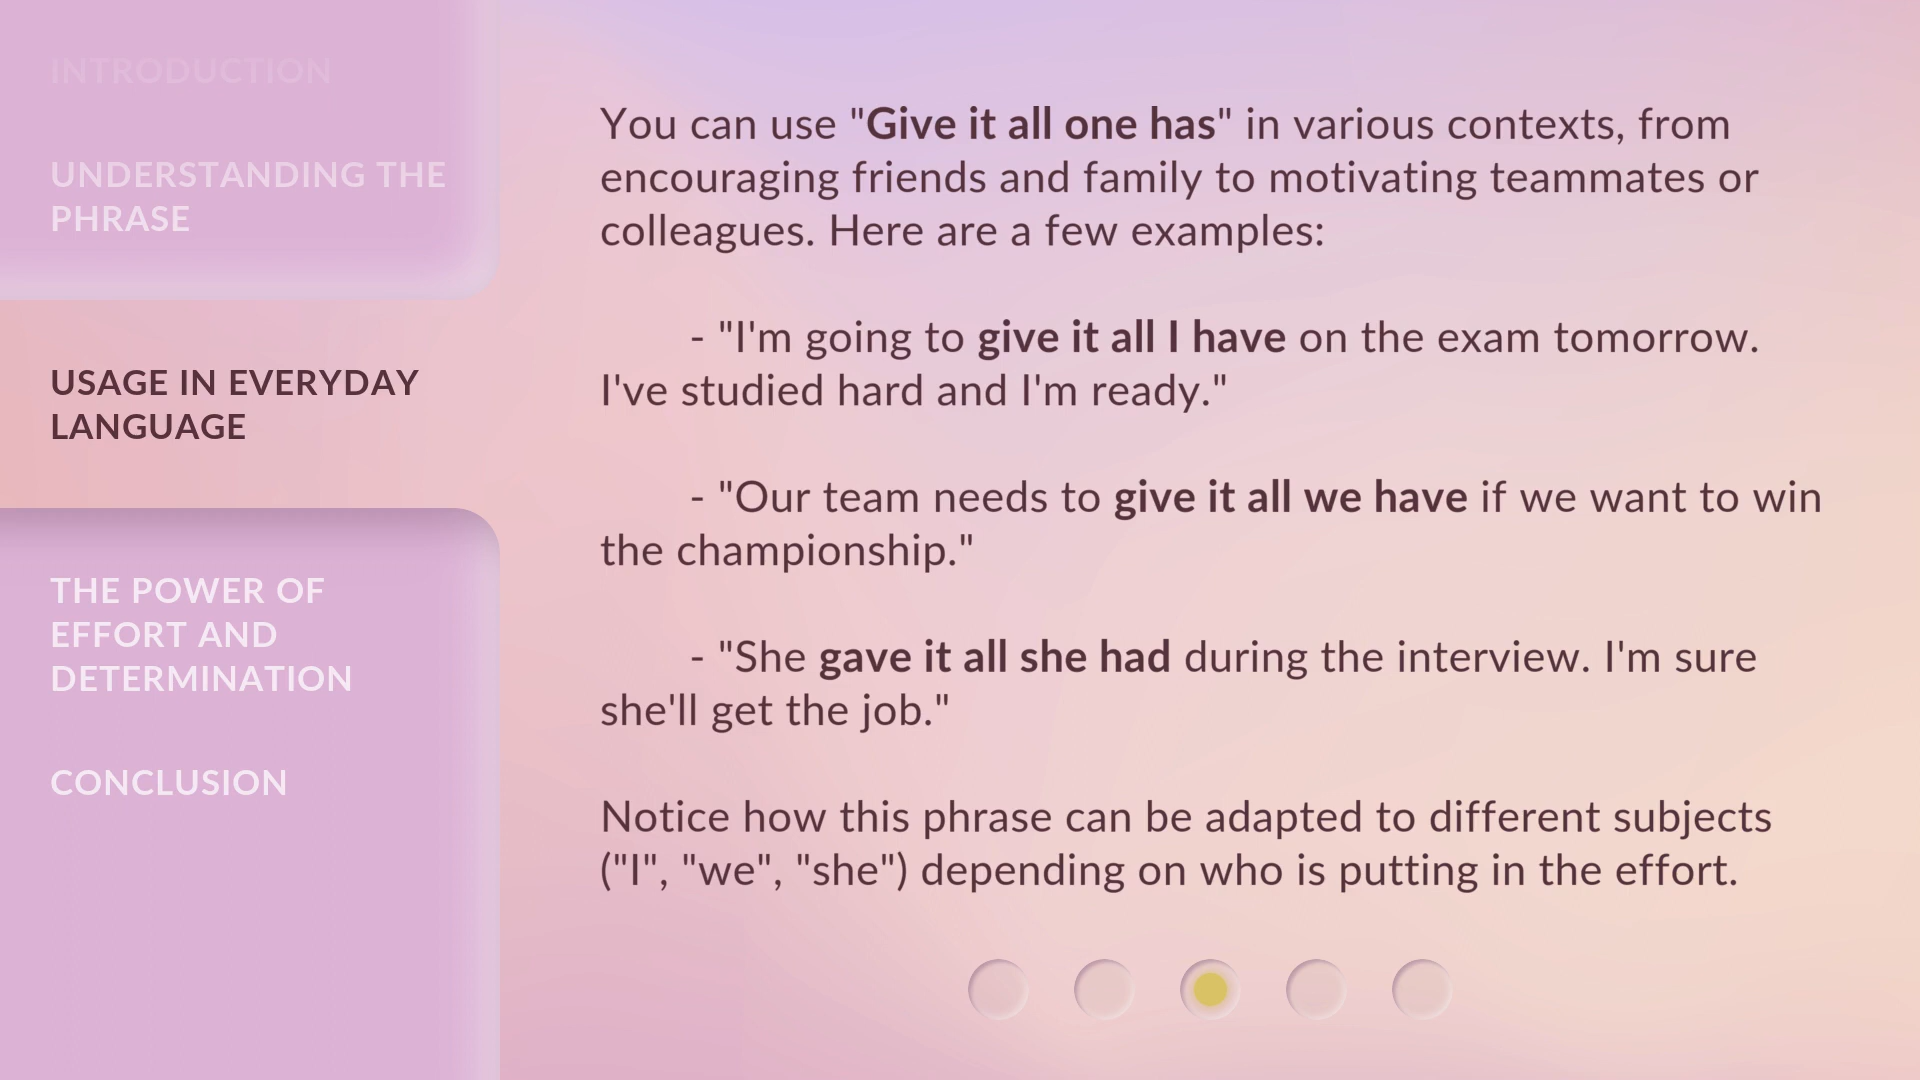 INTRODUCTION
UNDERSTANDING THE
PHRASE
USAGE IN EVERYDAY
LANGUAGE
THE POWER OF
EFFORT AND
DETERMINATION
CONCLUSION
You can use "Give it all one has" in various contexts, from
encouraging friends and family to motivating teammates or
colleagues. Here are a few examples:
- "I'm going to give it all I have on the exam tomorrow.
I've studied hard and I'm ready."
- "Our team needs to give it all we have if we want to win
the championship."
- "She gave it all she had during the interview. I'm sure
she'll get the job."
Notice how this phrase can be adapted to different subjects
("I", "we", "she") depending on who is putting in the effort.